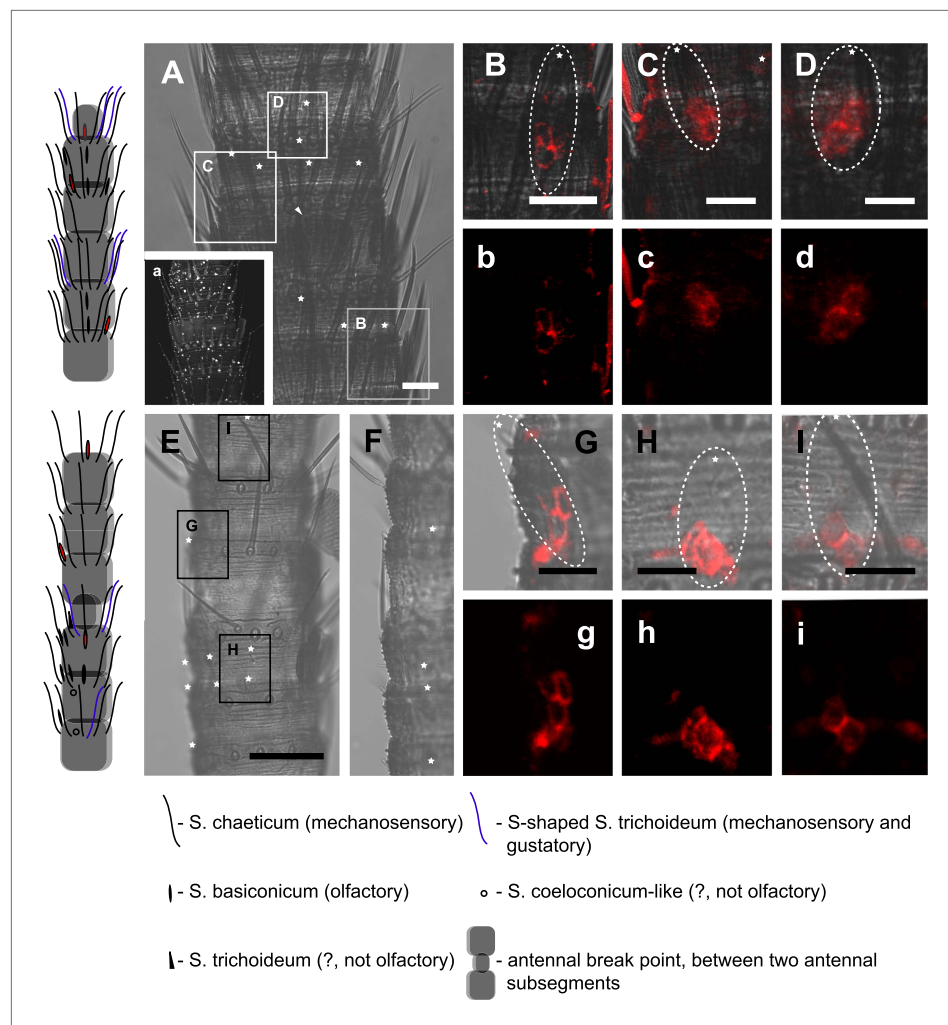 A
D
C
B
a
B
C
D
b
c
d
E
I
G
H
F
G
H
I
g
h
i
- S. chaeticum (mechanosensory)
- S-shaped S. trichoideum (mechanosensory and
gustatory)
- S. basiconicum (olfactory)
- S. coeloconicum-like (?, not olfactory)
- S. trichoideum (?, not olfactory)
- antennal break point, between two antennal
subsegments